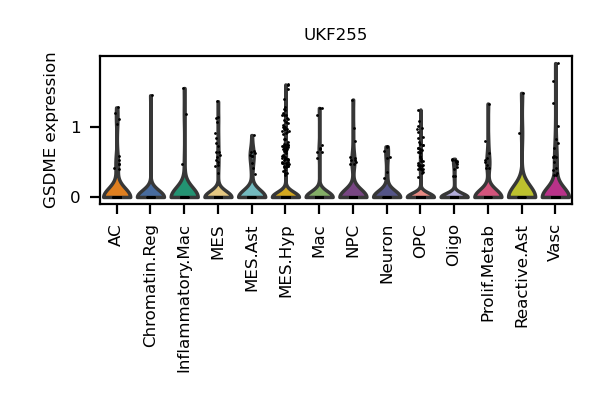 UKF255
GSDME expression
1
0
AC
Chromatin.Reg
Inflammatory.Mac
MES
MES.Ast
MES.Hyp
Mac
NPC
Neuron
OPC
Oligo
Prolif.Metab
Reactive.Ast
Vasc